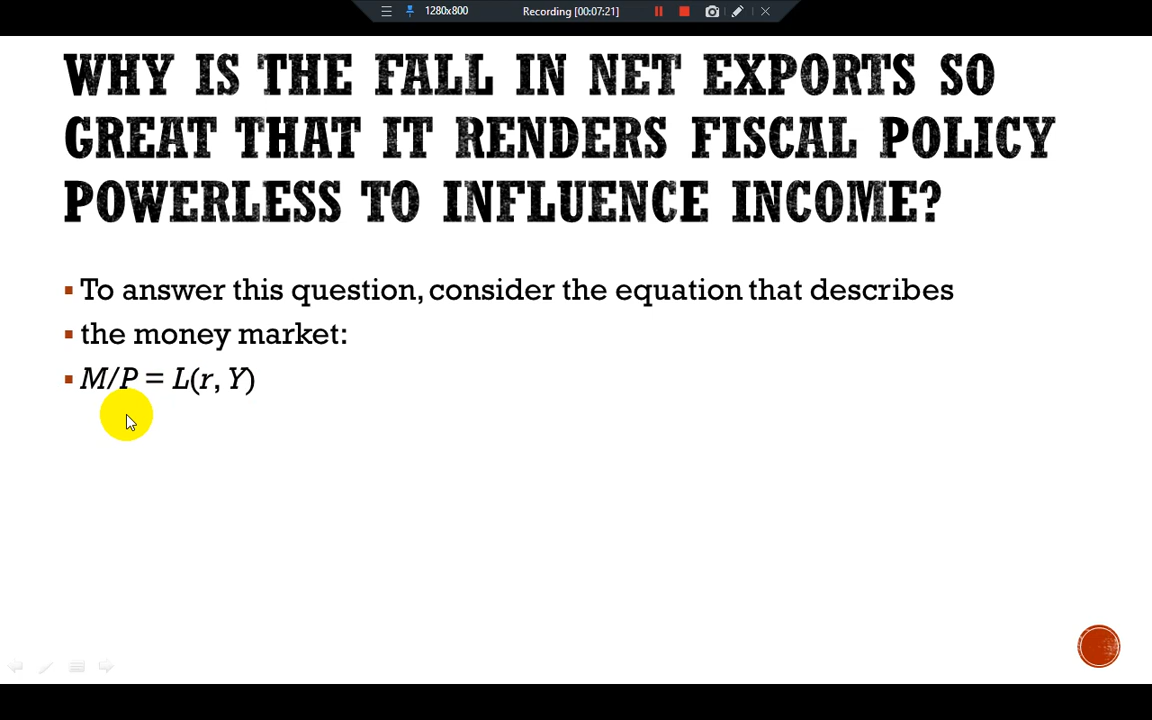 1280x800
Recording [00:07:21]
WHY IS THE FALL IN NET EXPORTS SO
GREAT THAT IT RENDERS FISCAL POLICY
POWERLESS TO INFLUENCE INCOME?
▪ To answer this question, consider the equation that describes
▪ the money market:
▪ M/P = L(r, Y)